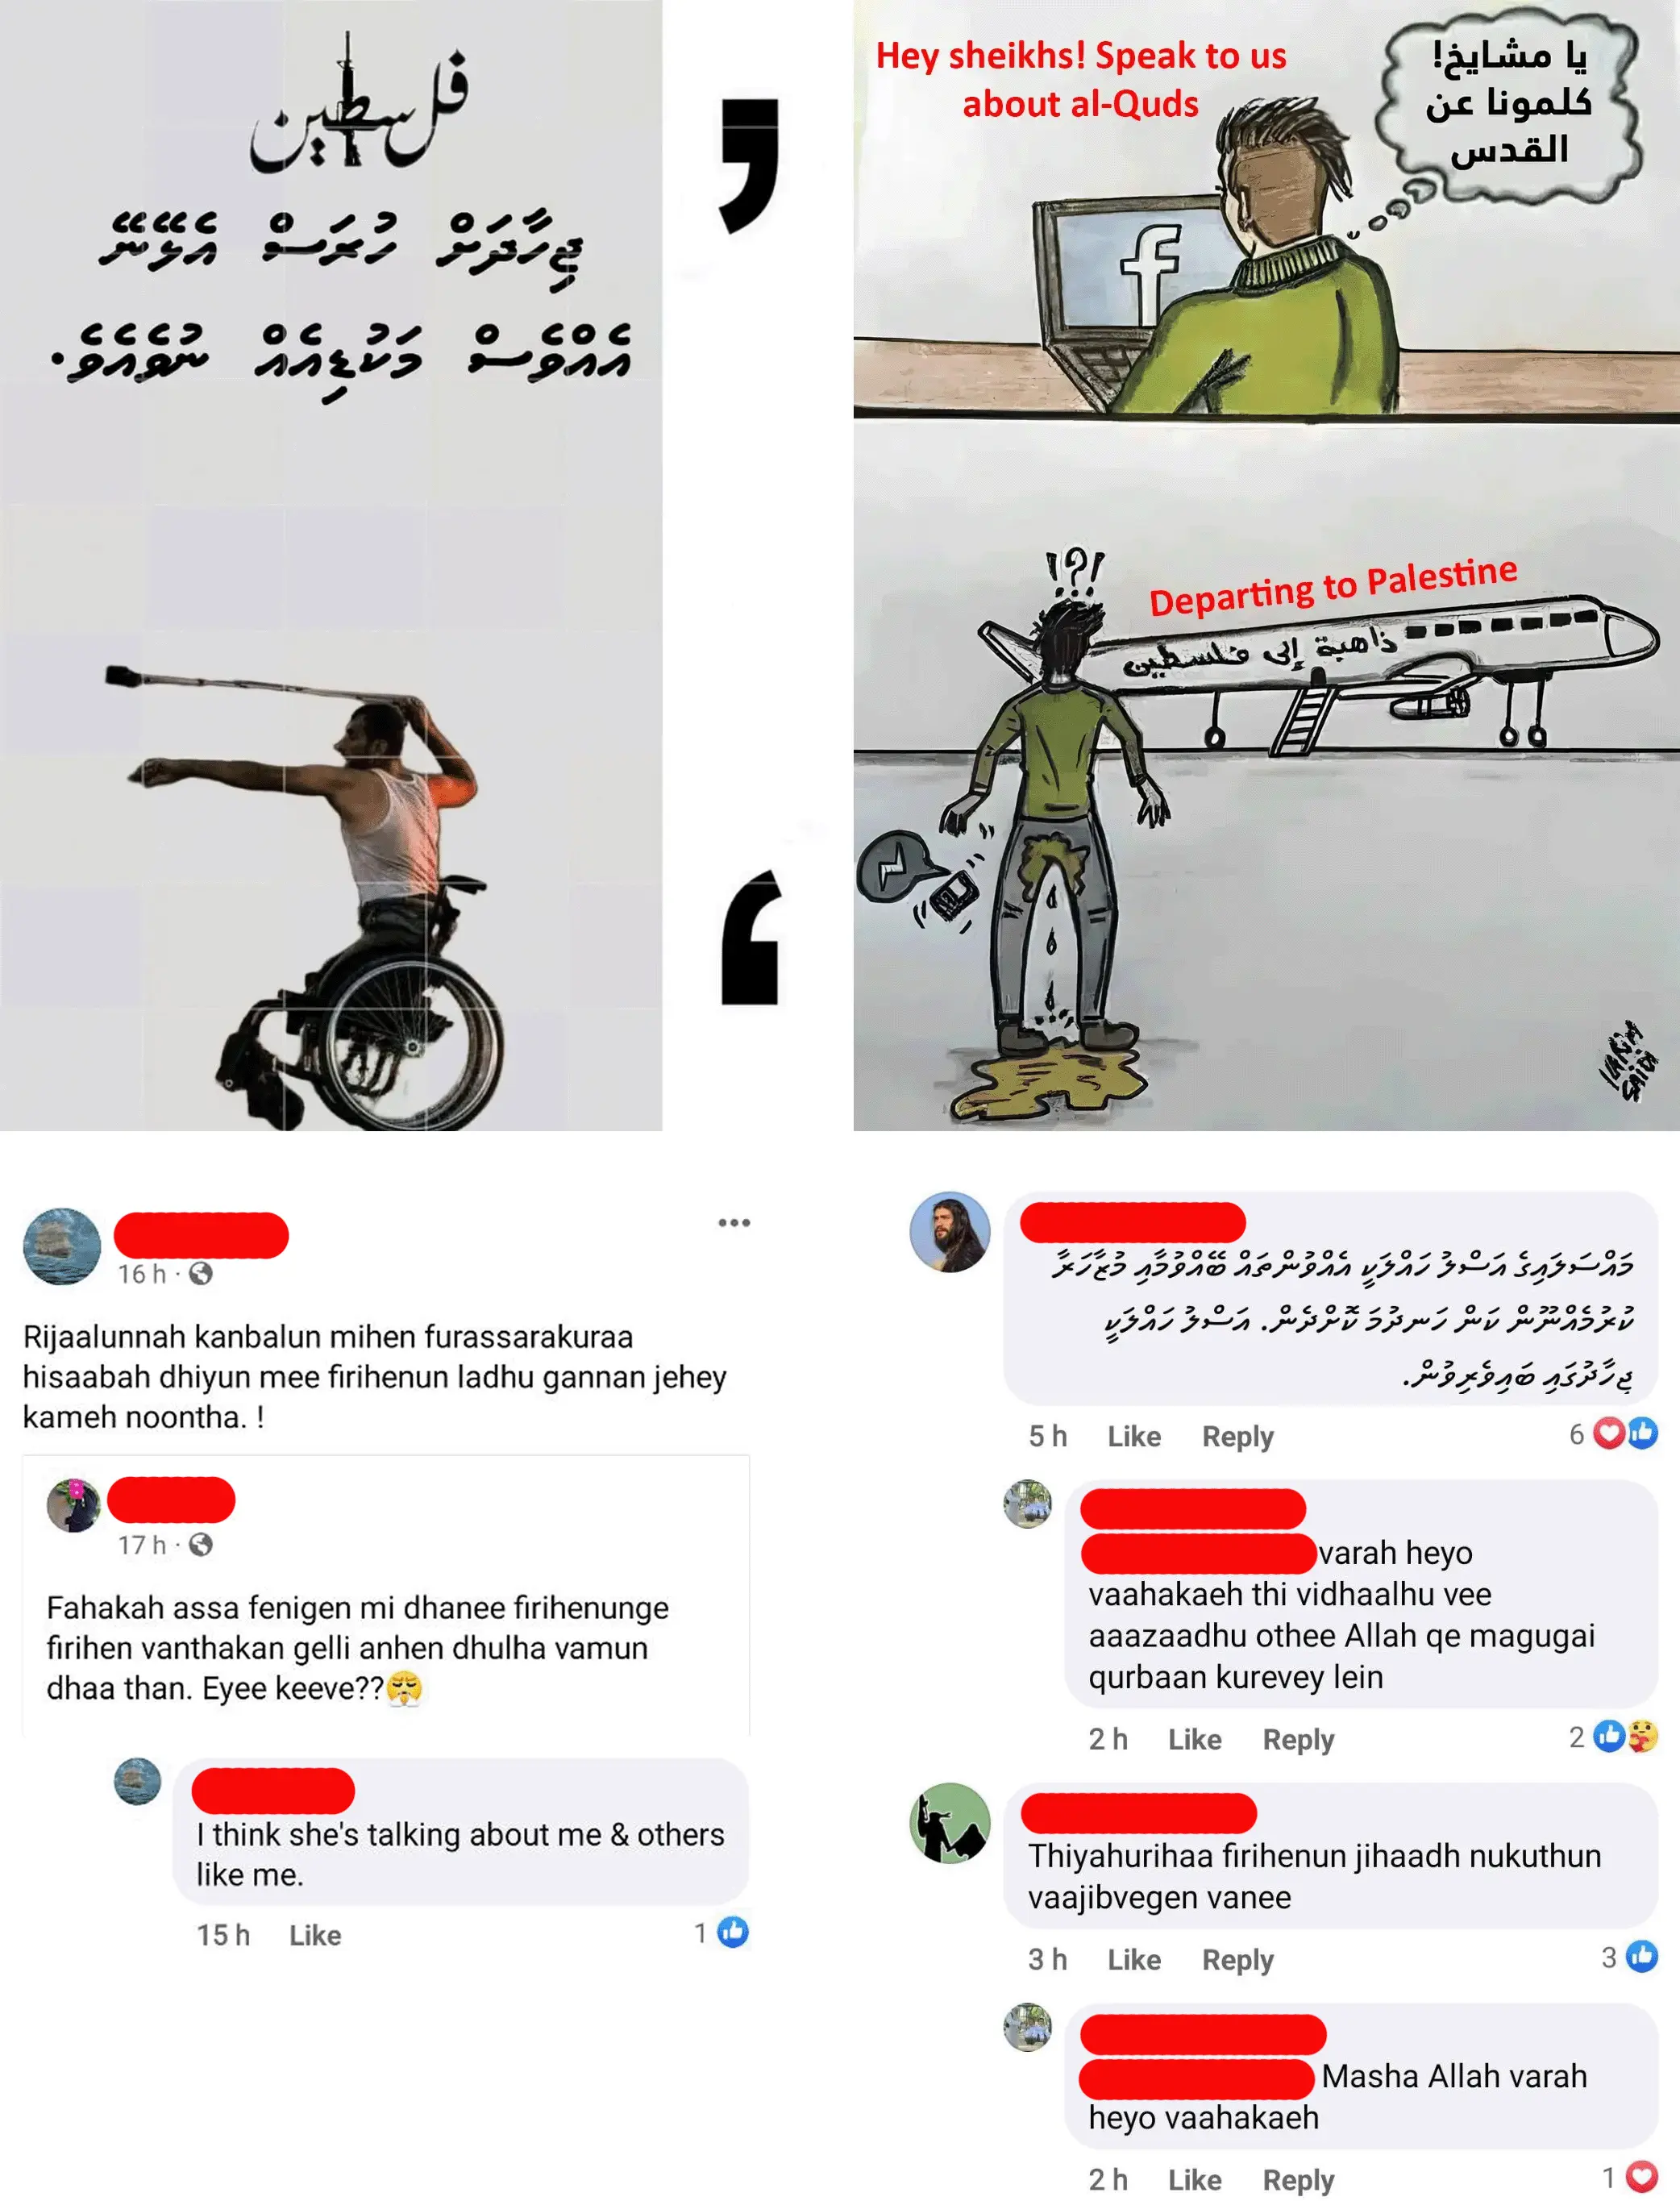 فلسطين
ޖިހާދަށް ހުރަސް އެޅޭނޭ
އެއްވެސް މަކުޑިއެއް ނުވެއެވެ.
Hey sheikhs! Speak to us
about al-Quds
يا مشايخ!
كلمونا عن
القدس
!؟!
Departing to Palestine
ذاهبة إلى فلسطين
KARIM
SAIDI
16 h
Rijaalunnah kanbalun mihen furassarakuraa
hisaabah dhiyun mee firihenun ladhu gannan jehey
kameh noontha. !
17 h
Fahakah assa fenigen mi dhanee firihenunge
firihen vanthakan gelli anhen dhulha vamun
dhaa than. Eyee keeve??😤
I think she's talking about me & others
like me.
15 h Like 1
މައްސަލައިގެ އަސްލު ހައްލަކީ އެއްވުންތައް ބޭއްވުމާއި މުޒާހަރާ
ކުރުމެއްނޫން ކަން ހަނދުމަ ކޮށްދެން. އަސްލު ހައްލަކީ
ޖިހާދުގައި ބައިވެރިވުން.
5 h Like Reply 6
varah heyo
vaahakaeh thi vidhaalhu vee
aaazaadhu othee Allah qe magugai
qurbaan kurevey lein
2 h Like Reply 2
Thiyahurihaa firihenun jihaadh nukuthun
vaajibvegen vanee
3 h Like Reply 3
Masha Allah varah
heyo vaahakaeh
2 h Like Reply 1